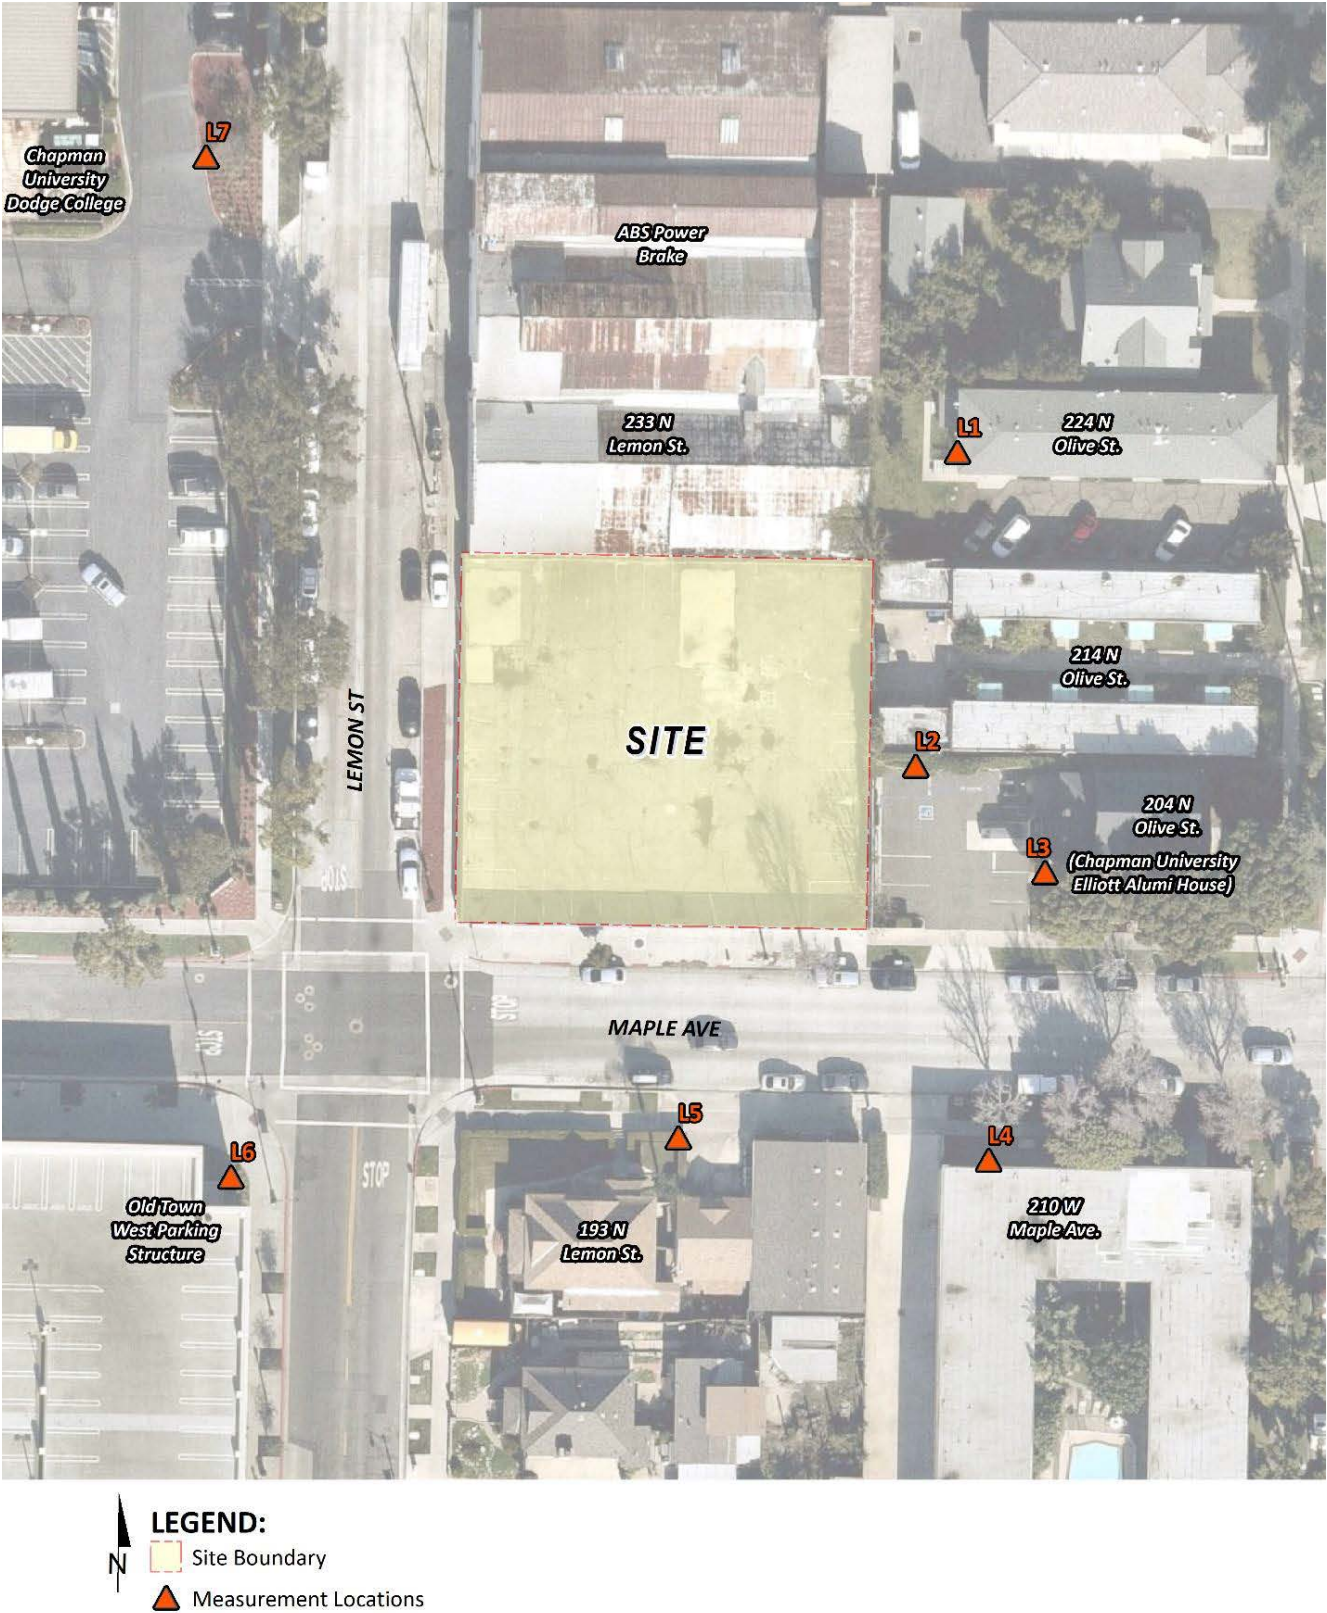 L7
Chapman
University
Dodge College
ABS Power
Brake
233 N
Lemon St.
L1
224 N
Olive St.
214 N
Olive St.
LEMON ST
SITE
L2
204 N
Olive St.
L3
(Chapman University
Elliott Alumi House)
STOP
STOP
STOP
MAPLE AVE
L5
L4
L6
STOP
Old Town
West Parking
Structure
193 N
Lemon St.
210 W
Maple Ave.
N
LEGEND:
Site Boundary
Measurement Locations